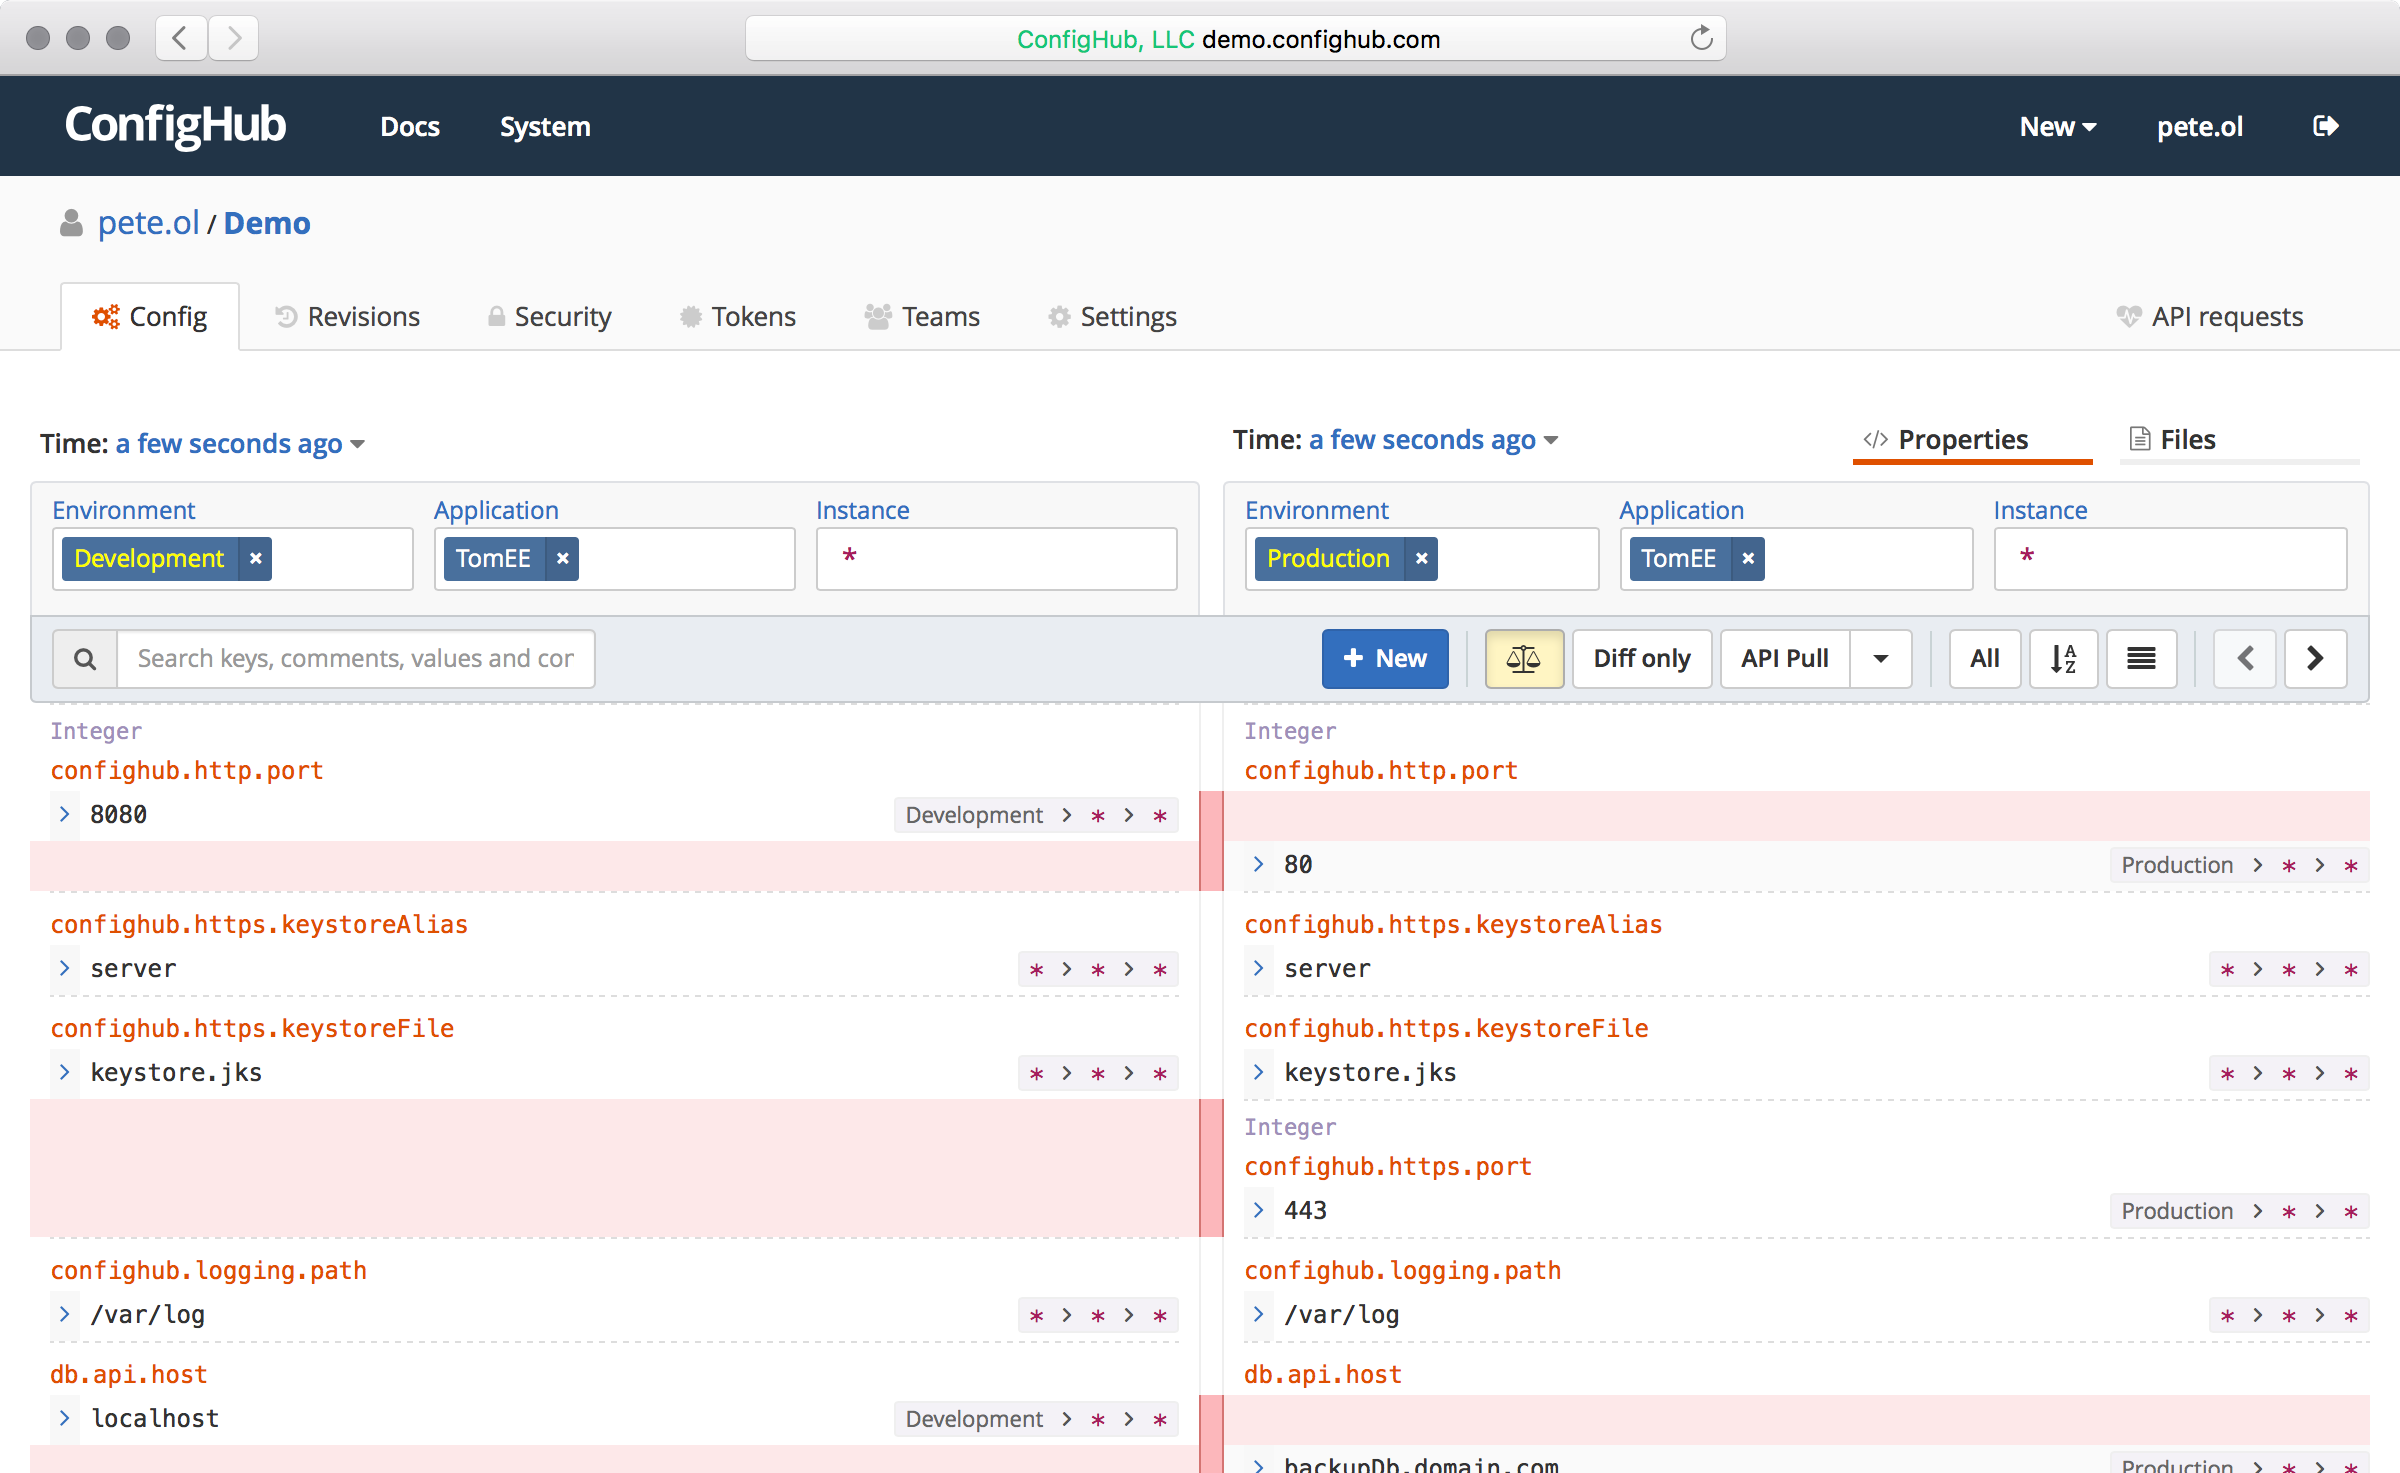 ConfigHub, LLC demo.confighub.com
ConfigHub Docs System New pete.ol
pete.ol / Demo
Config Revisions Security Tokens Teams Settings API requests
Time: a few seconds ago
Time: a few seconds ago
</> Properties Files
Environment Application Instance
Development × TomEE × *
Environment Application Instance
Production × TomEE × *
Search keys, comments, values and cor
+ New Diff only API Pull All AZ
Integer
confighub.http.port
> 8080 Development > * > *
Integer
confighub.http.port
> 80 Production > * > *
confighub.https.keystoreAlias
> server * > * > *
confighub.https.keystoreAlias
> server * > * > *
confighub.https.keystoreFile
> keystore.jks * > * > *
confighub.https.keystoreFile
> keystore.jks * > * > *
Integer
confighub.https.port
> 443 Production > * > *
confighub.logging.path
> /var/log * > * > *
confighub.logging.path
> /var/log * > * > *
db.api.host
> localhost Development > * > *
db.api.host
> backupDb.domain.com Production > * > *